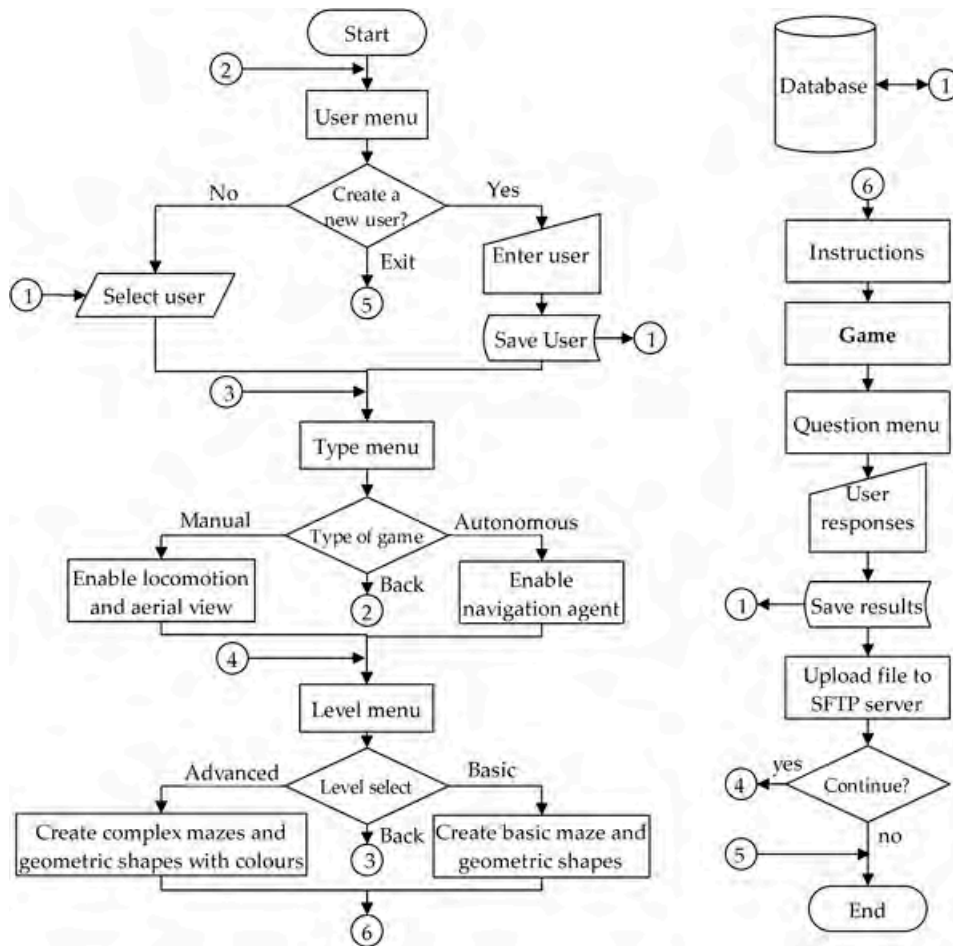 Start
2
User menu
No
Create a
new user?
Yes
Exit
5
1
Select user
Enter user
Save User
1
3
Type menu
Manual
Type of game
Autonomous
Back
2
Enable locomotion
and aerial view
Enable
navigation agent
4
Level menu
Advanced
Level select
Basic
Back
3
Create complex mazes and
geometric shapes with colours
Create basic maze and
geometric shapes
6
Database
1
6
Instructions
Game
Question menu
User
responses
1
Save results
Upload file to
SFTP server
yes
4
Continue?
no
5
End